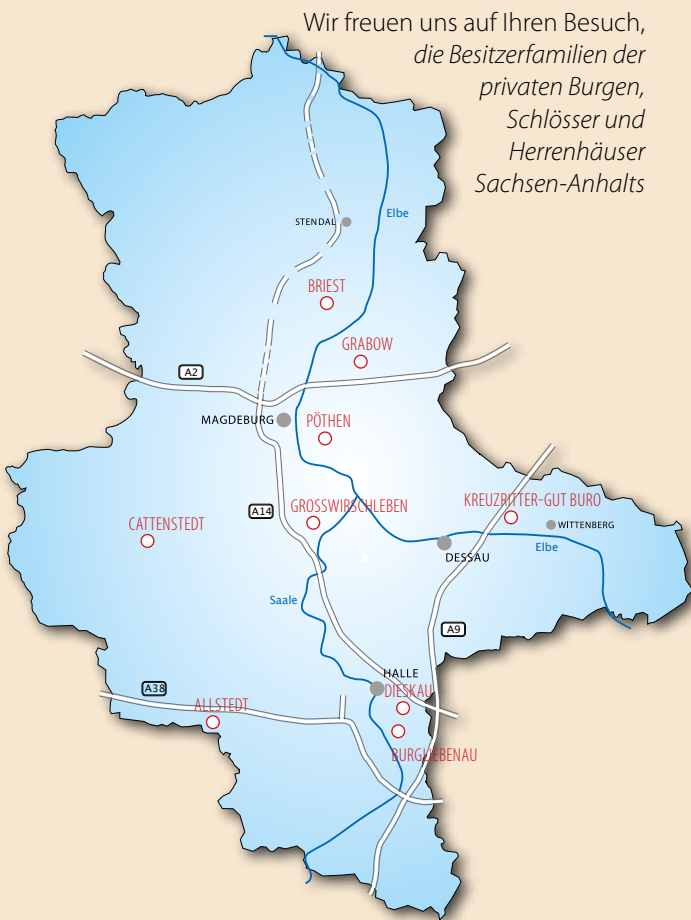 Wir freuen uns auf Ihren Besuch,
die Besitzerfamilien der
privaten Burgen,
Schlösser und
Herrenhäuser
Sachsen-Anhalts
STENDAL
Elbe
BRIEST
GRABOW
A2
MAGDEBURG
PÖTHEN
KREUZRITTER-GUT BURO
GROSSWIRSCHLEBEN
A14
CATTENSTEDT
WITTENBERG
DESSAU
Elbe
Saale
A9
HALLE
A38
DIESKAU
ALLSTEDT
BURGLIEBENAU